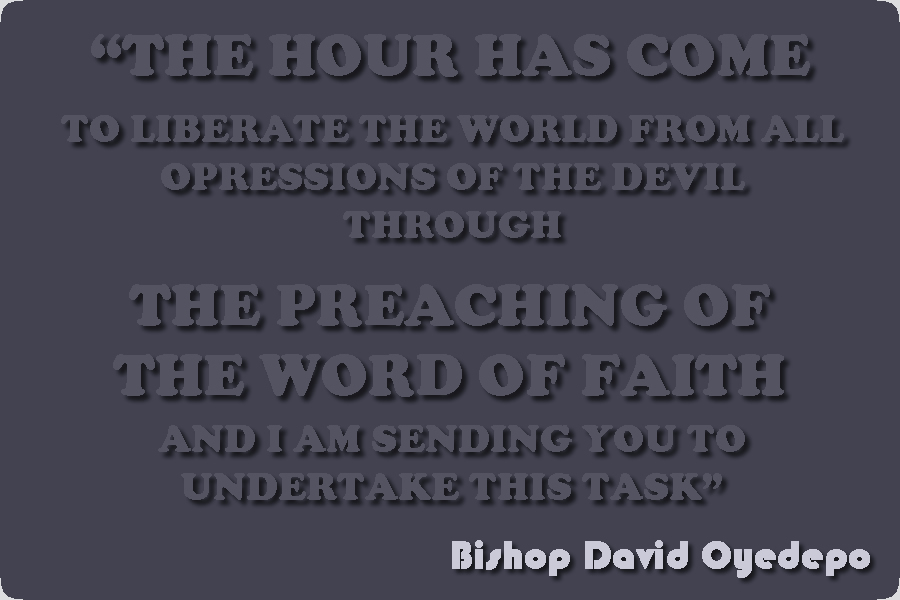 “THE HOUR HAS COME
TO LIBERATE THE WORLD FROM ALL
OPRESSIONS OF THE DEVIL
THROUGH
THE PREACHING OF
THE WORD OF FAITH
AND I AM SENDING YOU TO
UNDERTAKE THIS TASK”
Bishop David Oyedepo